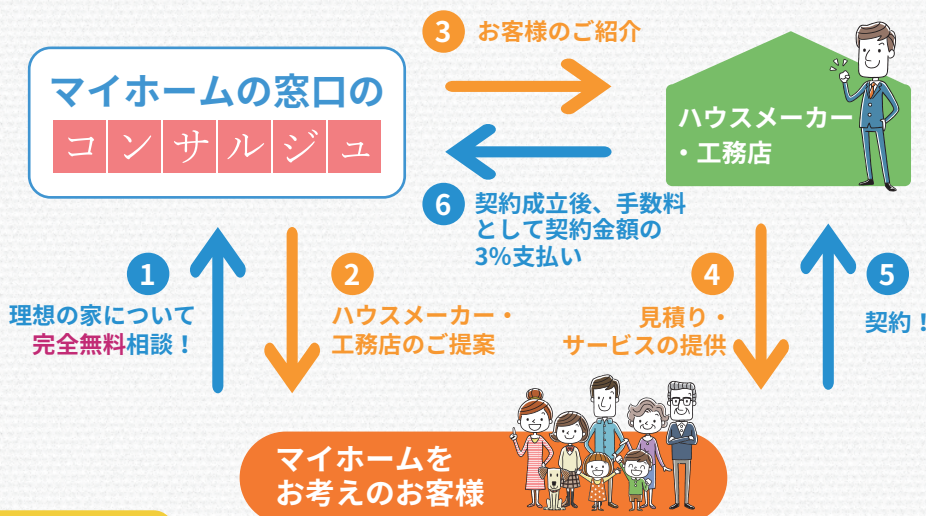 3 お客様のご紹介
マイホームの窓口の
コンサルジュ
ハウスメーカー
・工務店
6 契約成立後、手数料
として契約金額の
3%支払い
1
理想の家について
完全無料相談！
2
ハウスメーカー・
工務店のご提案
4
見積り・
サービスの提供
5
契約！
マイホームを
お考えのお客様